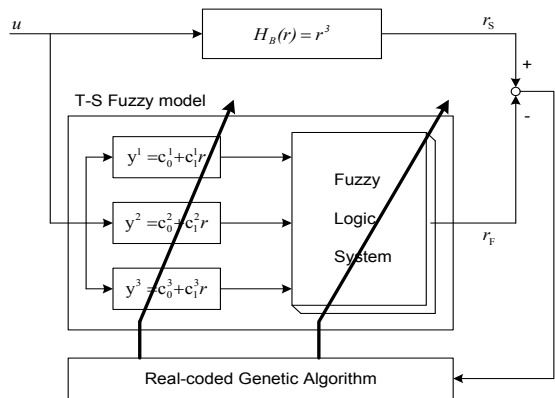 u
H_B(r) = r^3
r_S
+
-
T-S Fuzzy model
y^1 = c_0^1 + c_1^1 r
y^2 = c_0^2 + c_1^2 r
y^3 = c_0^3 + c_1^3 r
Fuzzy
Logic
System
r_F
Real-coded Genetic Algorithm